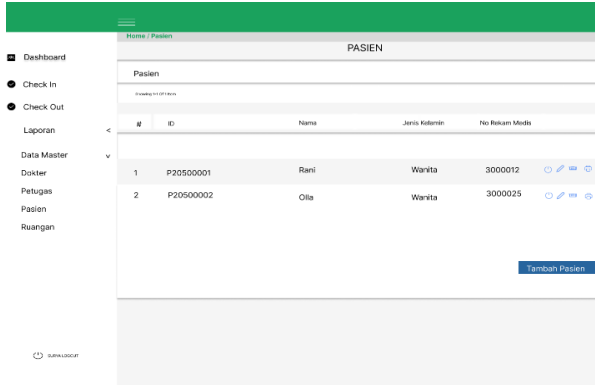 Home / Pasien
PASIEN
Dashboard
Check In
Check Out
Laporan <
Data Master v
Dokter
Petugas
Pasien
Ruangan
Pasien
# ID Nama Jenis Kelamin No Rekam Medis
1 P20500001 Rani Wanita 3000012
2 P20500002 Olla Wanita 3000025
Tambah Pasien